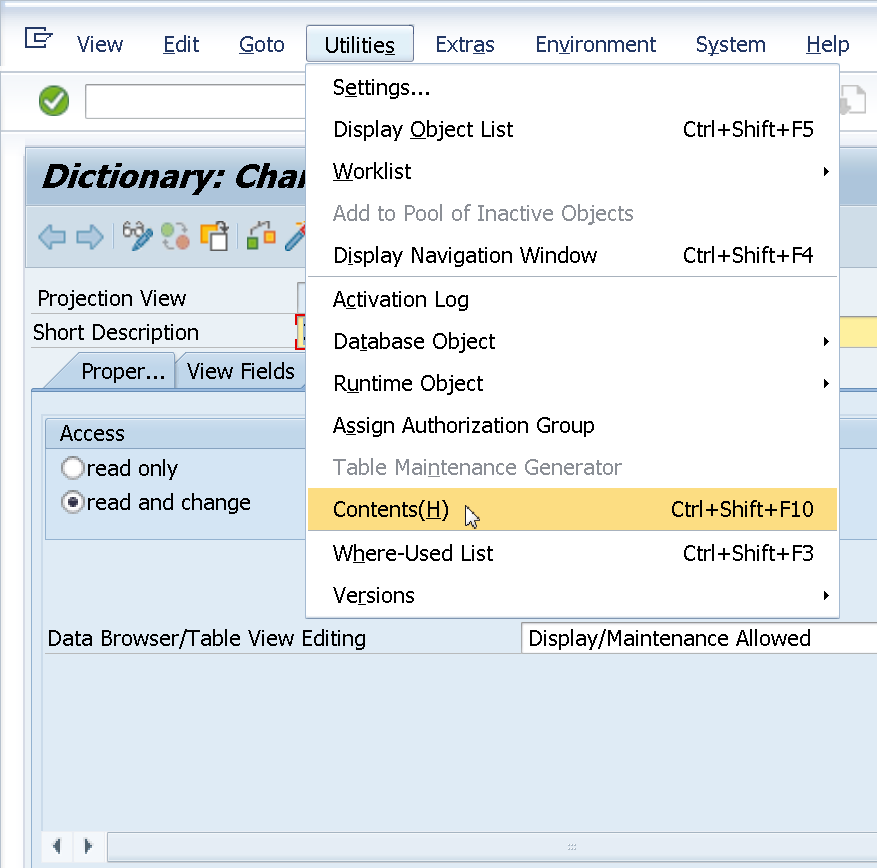 View Edit Goto Utilities Extras Environment System Help
Settings...
Display Object List Ctrl+Shift+F5
Worklist
Add to Pool of Inactive Objects
Display Navigation Window Ctrl+Shift+F4
Activation Log
Database Object
Runtime Object
Assign Authorization Group
Table Maintenance Generator
Contents(H) Ctrl+Shift+F10
Where-Used List Ctrl+Shift+F3
Versions
Dictionary:
Projection View
Short Description
Proper... View Fields
Access
read only
read and change
Data Browser/Table View Editing Display/Maintenance Allowed